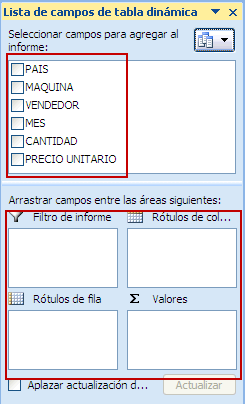 Lista de campos de tabla dinámica
Seleccionar campos para agregar al
informe:
PAIS
MAQUINA
VENDEDOR
MES
CANTIDAD
PRECIO UNITARIO
Arrastrar campos entre las áreas siguientes:
Filtro de informe
Rótulos de col...
Rótulos de fila
Σ Valores
Aplazar actualización d...
Actualizar